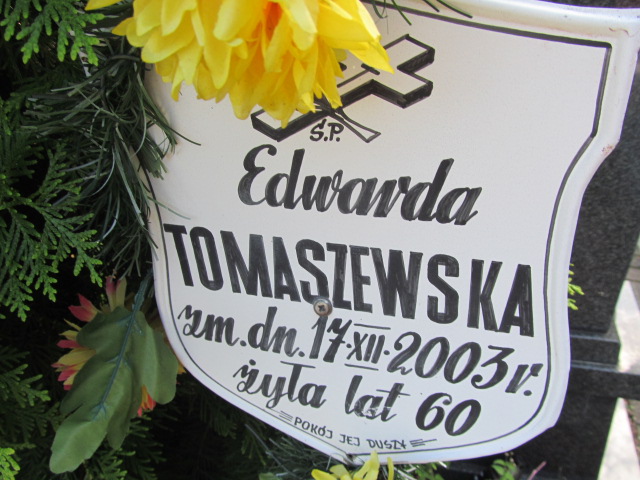 Ś.P.
Edwarda
TOMASZEWSKA
zm. dn. 17·XII·2003 r.
żyła lat 60
POKÓJ JEJ DUSZY